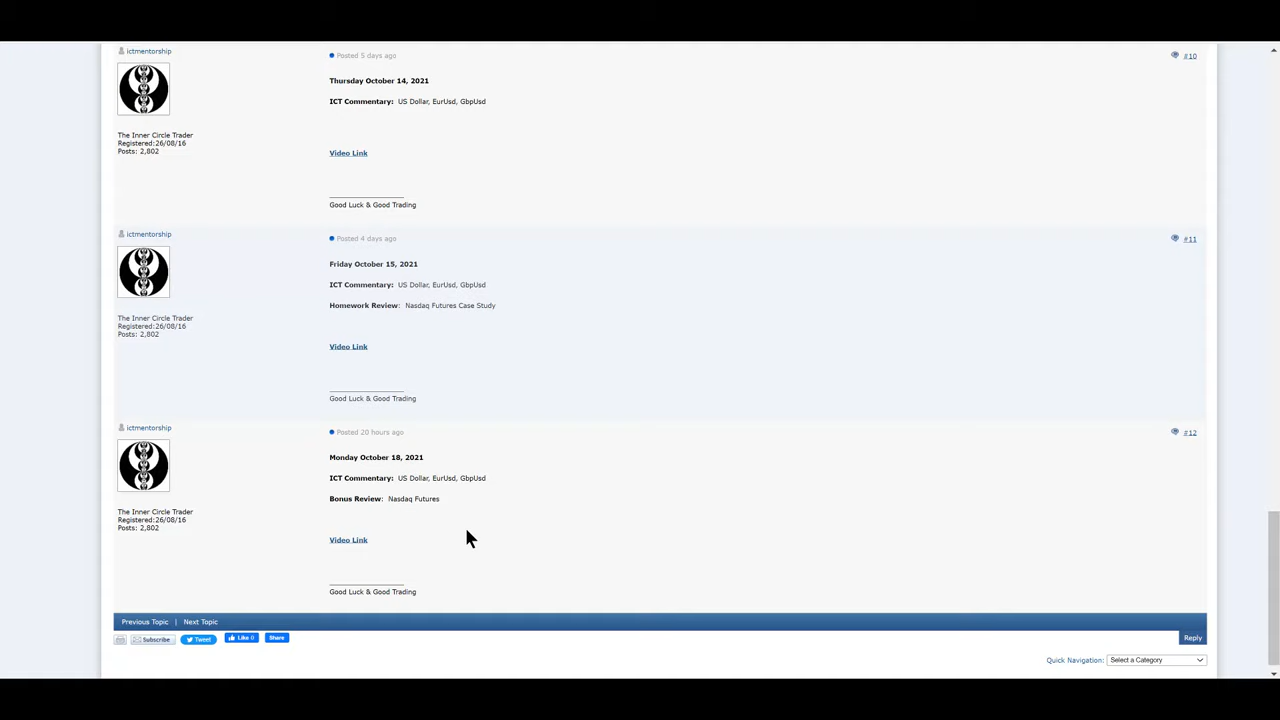 ictmentorship
Posted 5 days ago
#10
Thursday October 14, 2021
ICT Commentary: US Dollar, EurUsd, GbpUsd
The Inner Circle Trader
Registered:26/08/16
Posts: 2,802
Video Link
Good Luck & Good Trading
ictmentorship
Posted 4 days ago
#11
Friday October 15, 2021
ICT Commentary: US Dollar, EurUsd, GbpUsd
Homework Review: Nasdaq Futures Case Study
The Inner Circle Trader
Registered:26/08/16
Posts: 2,802
Video Link
Good Luck & Good Trading
ictmentorship
Posted 20 hours ago
#12
Monday October 18, 2021
ICT Commentary: US Dollar, EurUsd, GbpUsd
Bonus Review: Nasdaq Futures
The Inner Circle Trader
Registered:26/08/16
Posts: 2,802
Video Link
Good Luck & Good Trading
Previous Topic | Next Topic
Subscribe Tweet Like 0 Share
Reply
Quick Navigation: Select a Category